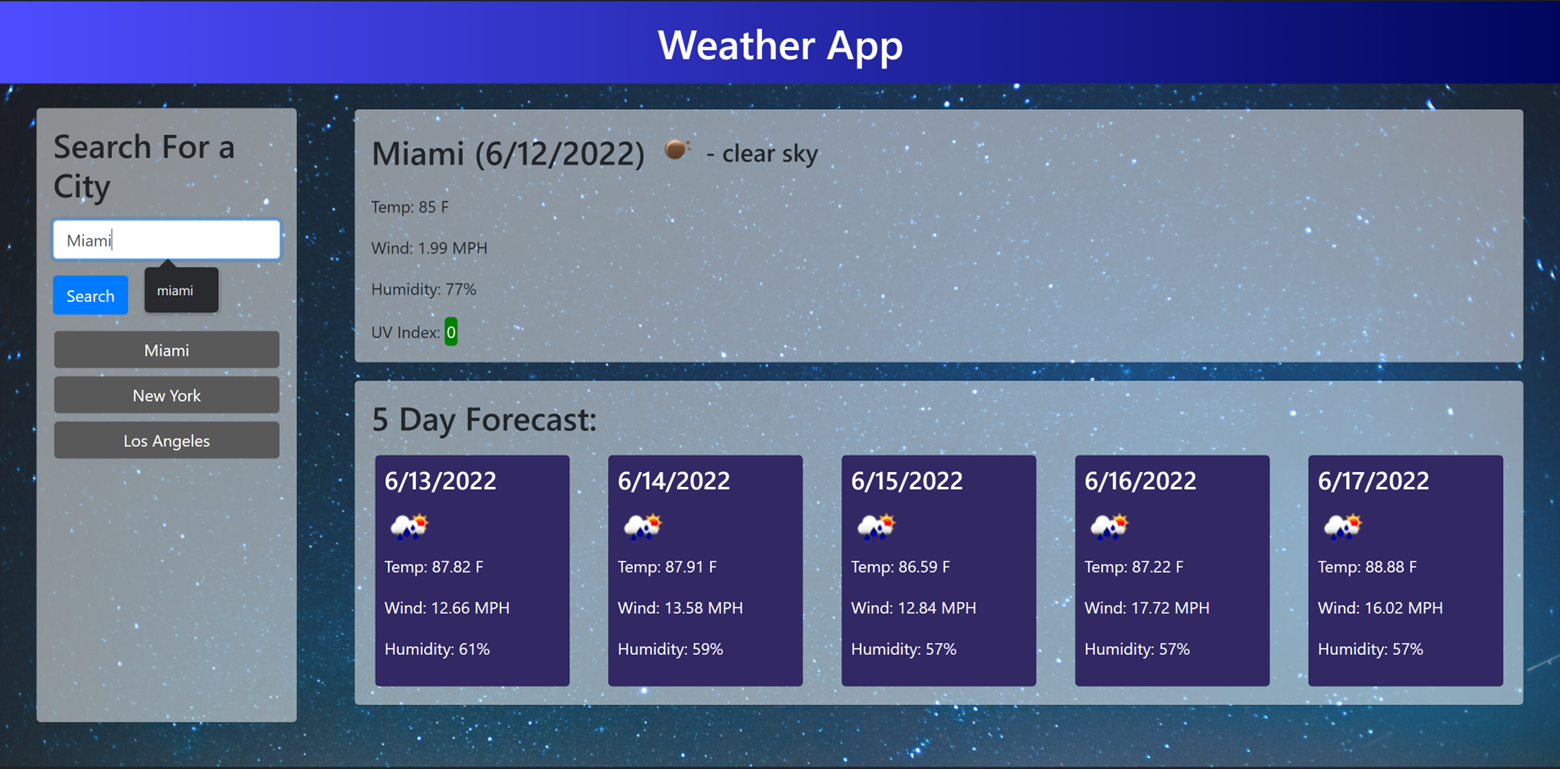 Weather App
Search For a
City
Miami
Search
miami
Miami
New York
Los Angeles
Miami (6/12/2022) - clear sky
Temp: 85 F
Wind: 1.99 MPH
Humidity: 77%
UV Index: 0
5 Day Forecast:
6/13/2022
Temp: 87.82 F
Wind: 12.66 MPH
Humidity: 61%
6/14/2022
Temp: 87.91 F
Wind: 13.58 MPH
Humidity: 59%
6/15/2022
Temp: 86.59 F
Wind: 12.84 MPH
Humidity: 57%
6/16/2022
Temp: 87.22 F
Wind: 17.72 MPH
Humidity: 57%
6/17/2022
Temp: 88.88 F
Wind: 16.02 MPH
Humidity: 57%